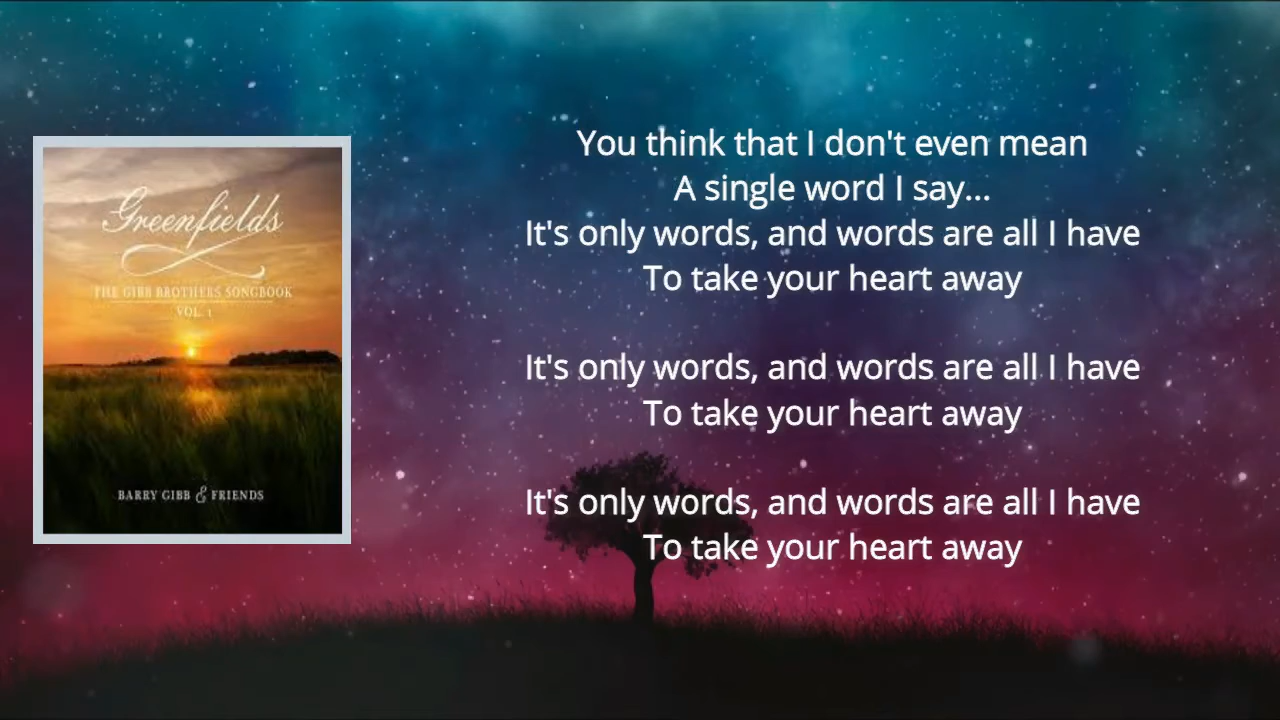 Greenfields
THE GIBB BROTHERS SONGBOOK
VOL. 1
BARRY GIBB & FRIENDS
You think that I don't even mean
A single word I say...
It's only words, and words are all I have
To take your heart away
It's only words, and words are all I have
To take your heart away
It's only words, and words are all I have
To take your heart away